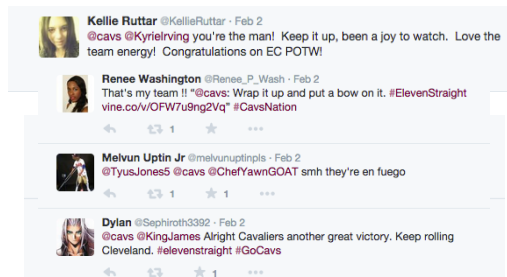 Kellie Ruttar @KellieRuttar · Feb 2
@cavs @KyrieIrving you're the man! Keep it up, been a joy to watch. Love the
team energy! Congratulations on EC POTW!
Renee Washington @Renee_P_Wash · Feb 2
That's my team !! “@cavs: Wrap it up and put a bow on it. #ElevenStraight
vine.co/v/OFW7u9ng2Vq” #CavsNation
1
Melvun Uptin Jr @melvunuptinpls · Feb 2
@TyusJones5 @cavs @ChefYawnGOAT smh they're en fuego
1 1
Dylan @Sephiroth3392 · Feb 2
@cavs @KingJames Alright Cavaliers another great victory. Keep rolling
Cleveland. #elevenstraight #GoCavs
1